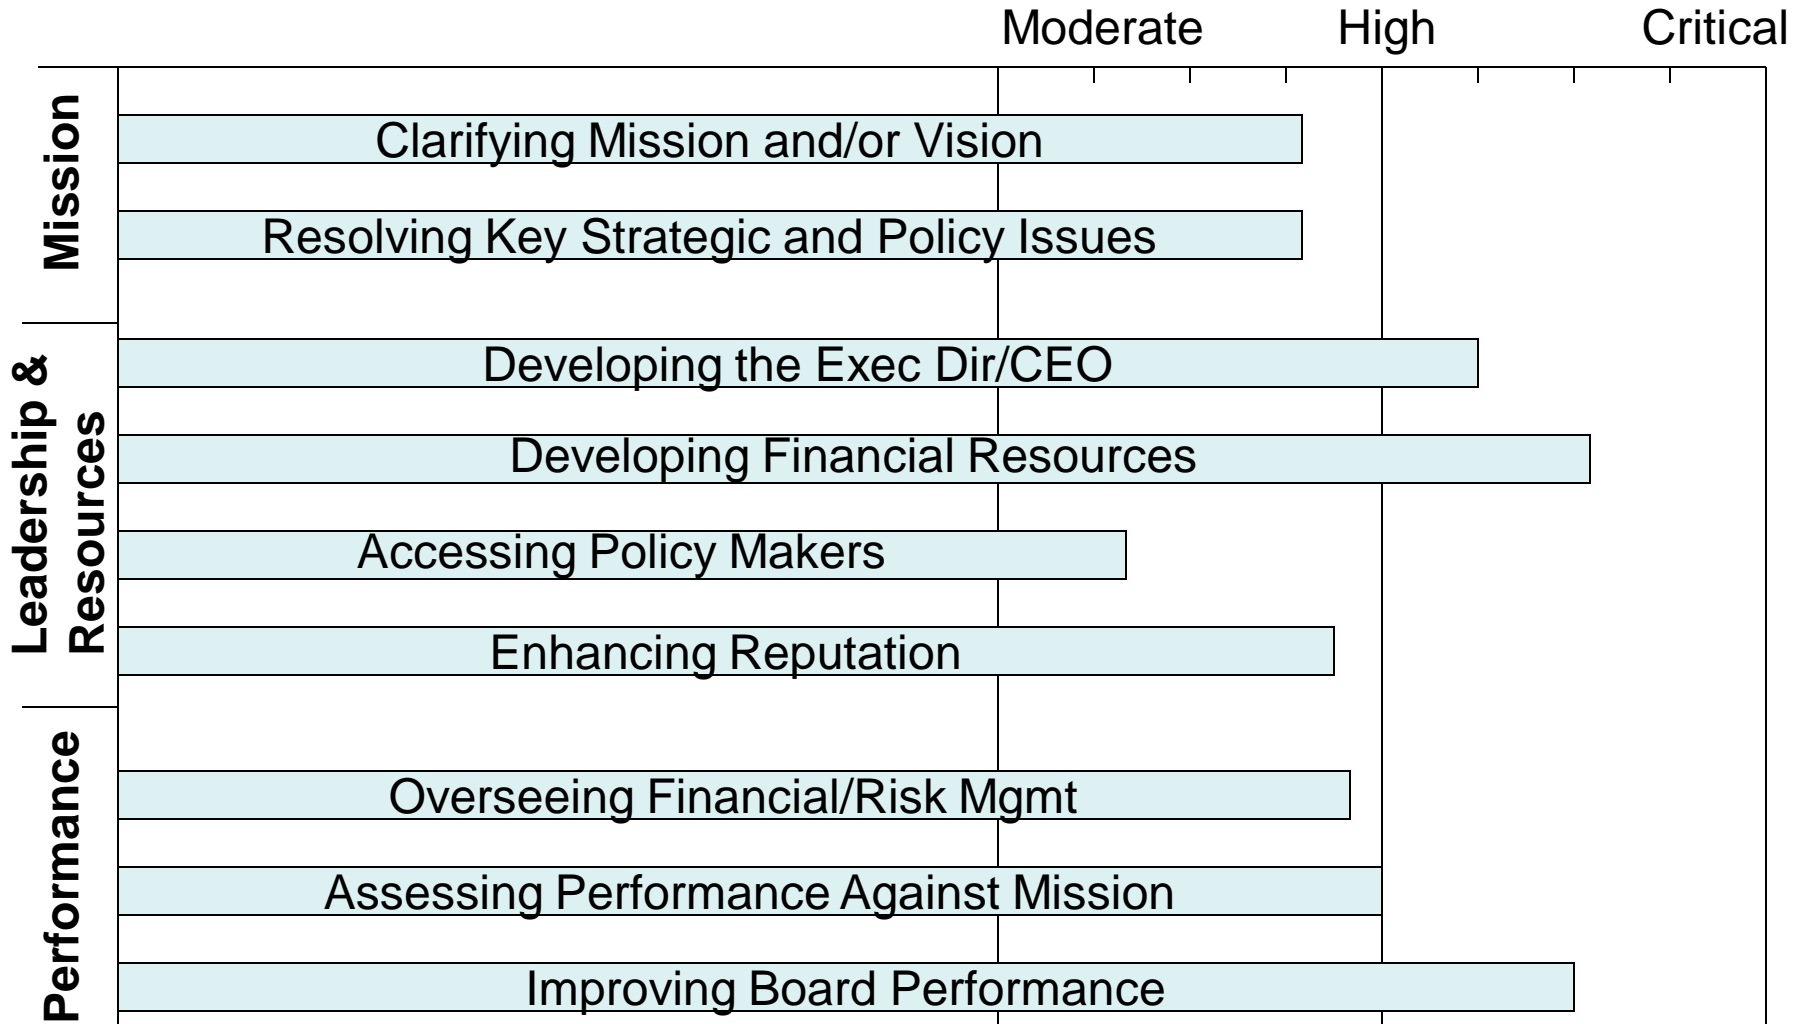 Moderate High Critical
Mission
Clarifying Mission and/or Vision
Resolving Key Strategic and Policy Issues
Leadership &
Resources
Developing the Exec Dir/CEO
Developing Financial Resources
Accessing Policy Makers
Enhancing Reputation
Performance
Overseeing Financial/Risk Mgmt
Assessing Performance Against Mission
Improving Board Performance